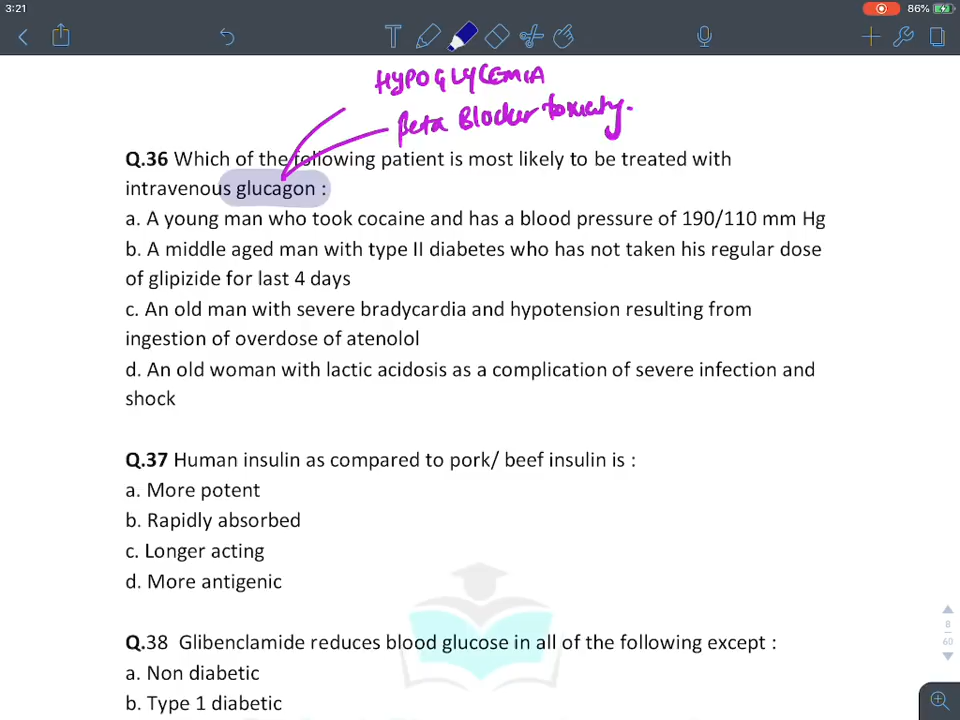 3:21
86%
T
HYPOGLYCEMIA
Beta Blocker toxicity.
Q.36 Which of the following patient is most likely to be treated with
intravenous glucagon :
a. A young man who took cocaine and has a blood pressure of 190/110 mm Hg
b. A middle aged man with type II diabetes who has not taken his regular dose
of glipizide for last 4 days
c. An old man with severe bradycardia and hypotension resulting from
ingestion of overdose of atenolol
d. An old woman with lactic acidosis as a complication of severe infection and
shock
Q.37 Human insulin as compared to pork/ beef insulin is :
a. More potent
b. Rapidly absorbed
c. Longer acting
d. More antigenic
8
60
Q.38 Glibenclamide reduces blood glucose in all of the following except :
a. Non diabetic
b. Type 1 diabetic